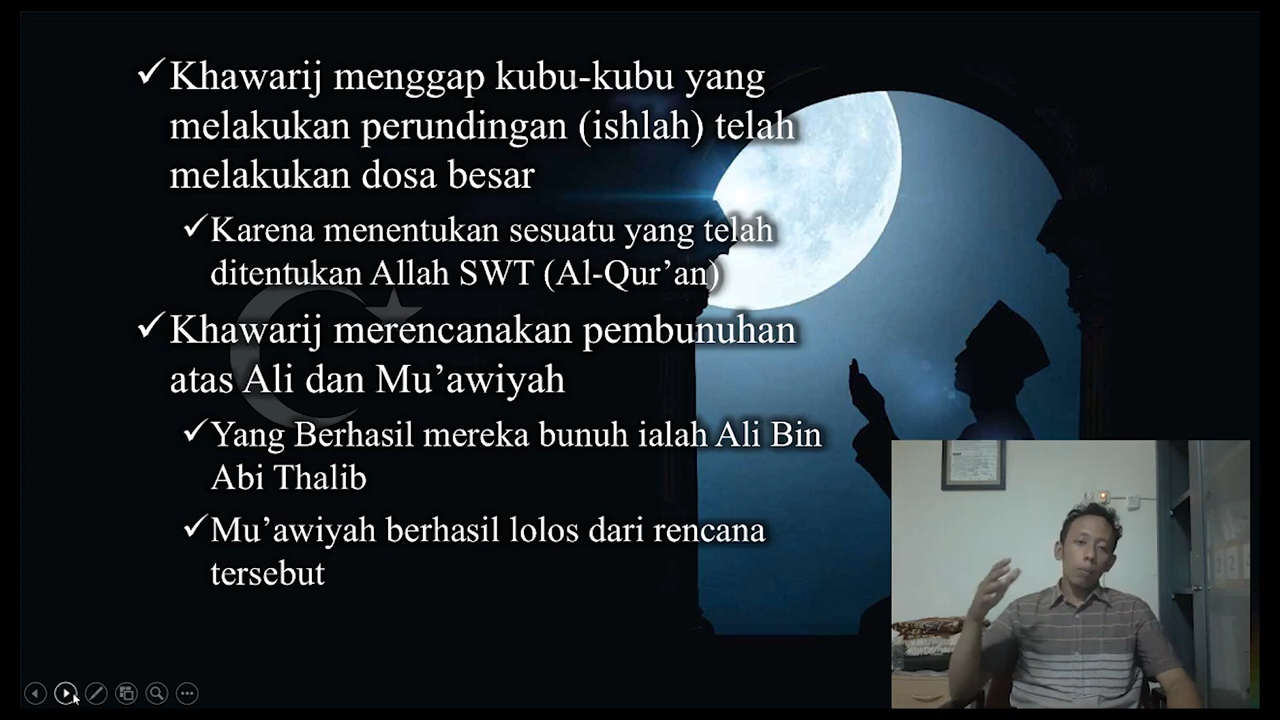 ✓Khawarij menggap kubu-kubu yang
melakukan perundingan (ishlah) telah
melakukan dosa besar
✓Karena menentukan sesuatu yang telah
ditentukan Allah SWT (Al-Qur’an)
✓Khawarij merencanakan pembunuhan
atas Ali dan Mu’awiyah
✓Yang Berhasil mereka bunuh ialah Ali Bin
Abi Thalib
✓Mu’awiyah berhasil lolos dari rencana
tersebut